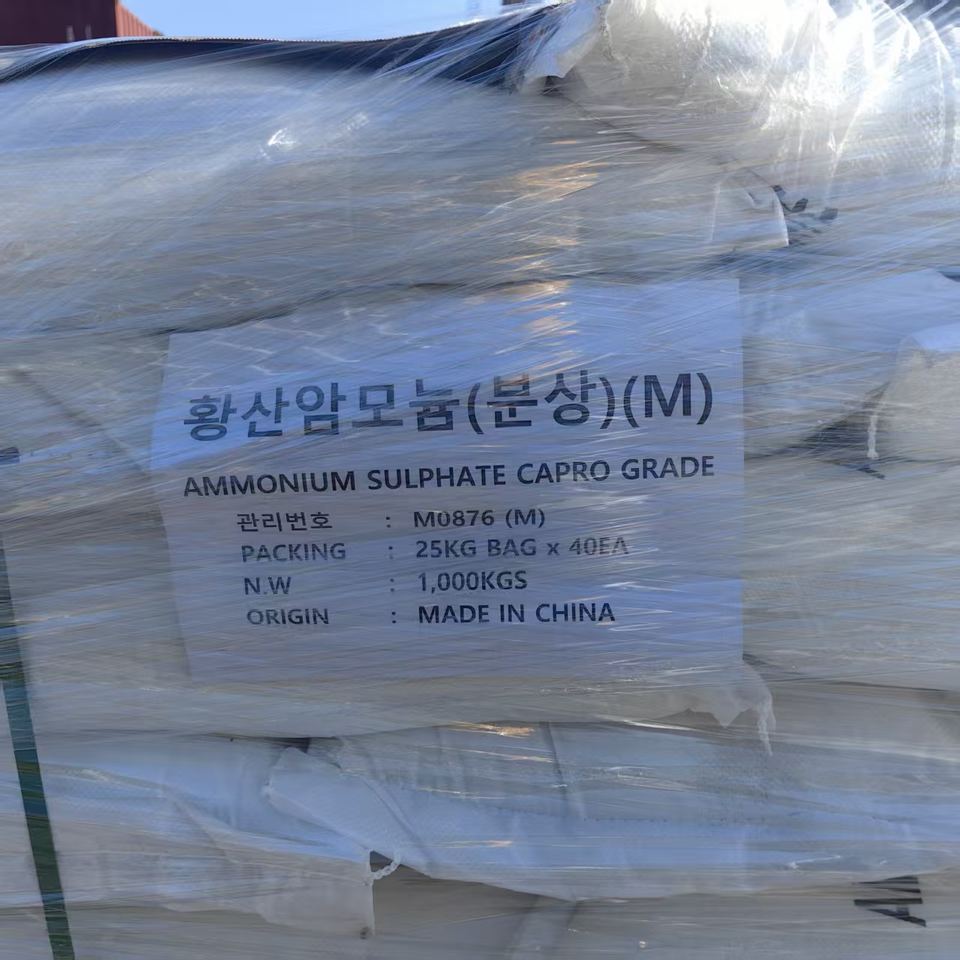 황산암모늄(분상)(M)
AMMONIUM SULPHATE CAPRO GRADE
관리번호 : M0876 (M)
PACKING : 25KG BAG x 40EA
N.W : 1,000KGS
ORIGIN : MADE IN CHINA